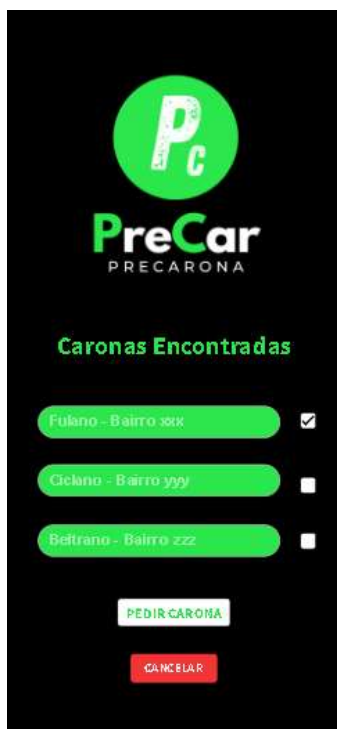 Pc
PreCar
PRECARONA
Caronas Encontradas
Fulano - Bairro xxx
Ciclano - Bairro yyy
Beltrano - Bairro zzz
PEDIR CARONA
CANCELAR